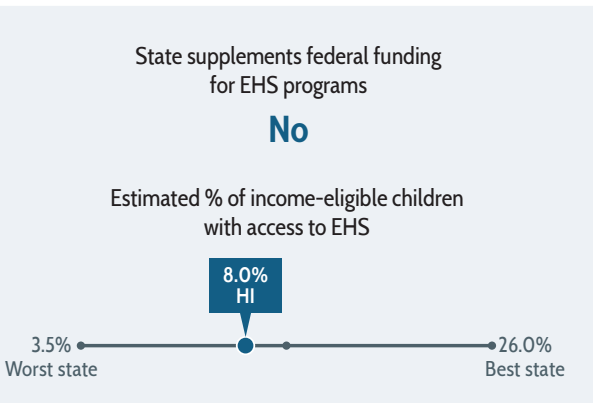 State supplements federal funding
for EHS programs
No
Estimated % of income-eligible children
with access to EHS
8.0%
HI
3.5%
26.0%
Worst state
Best state